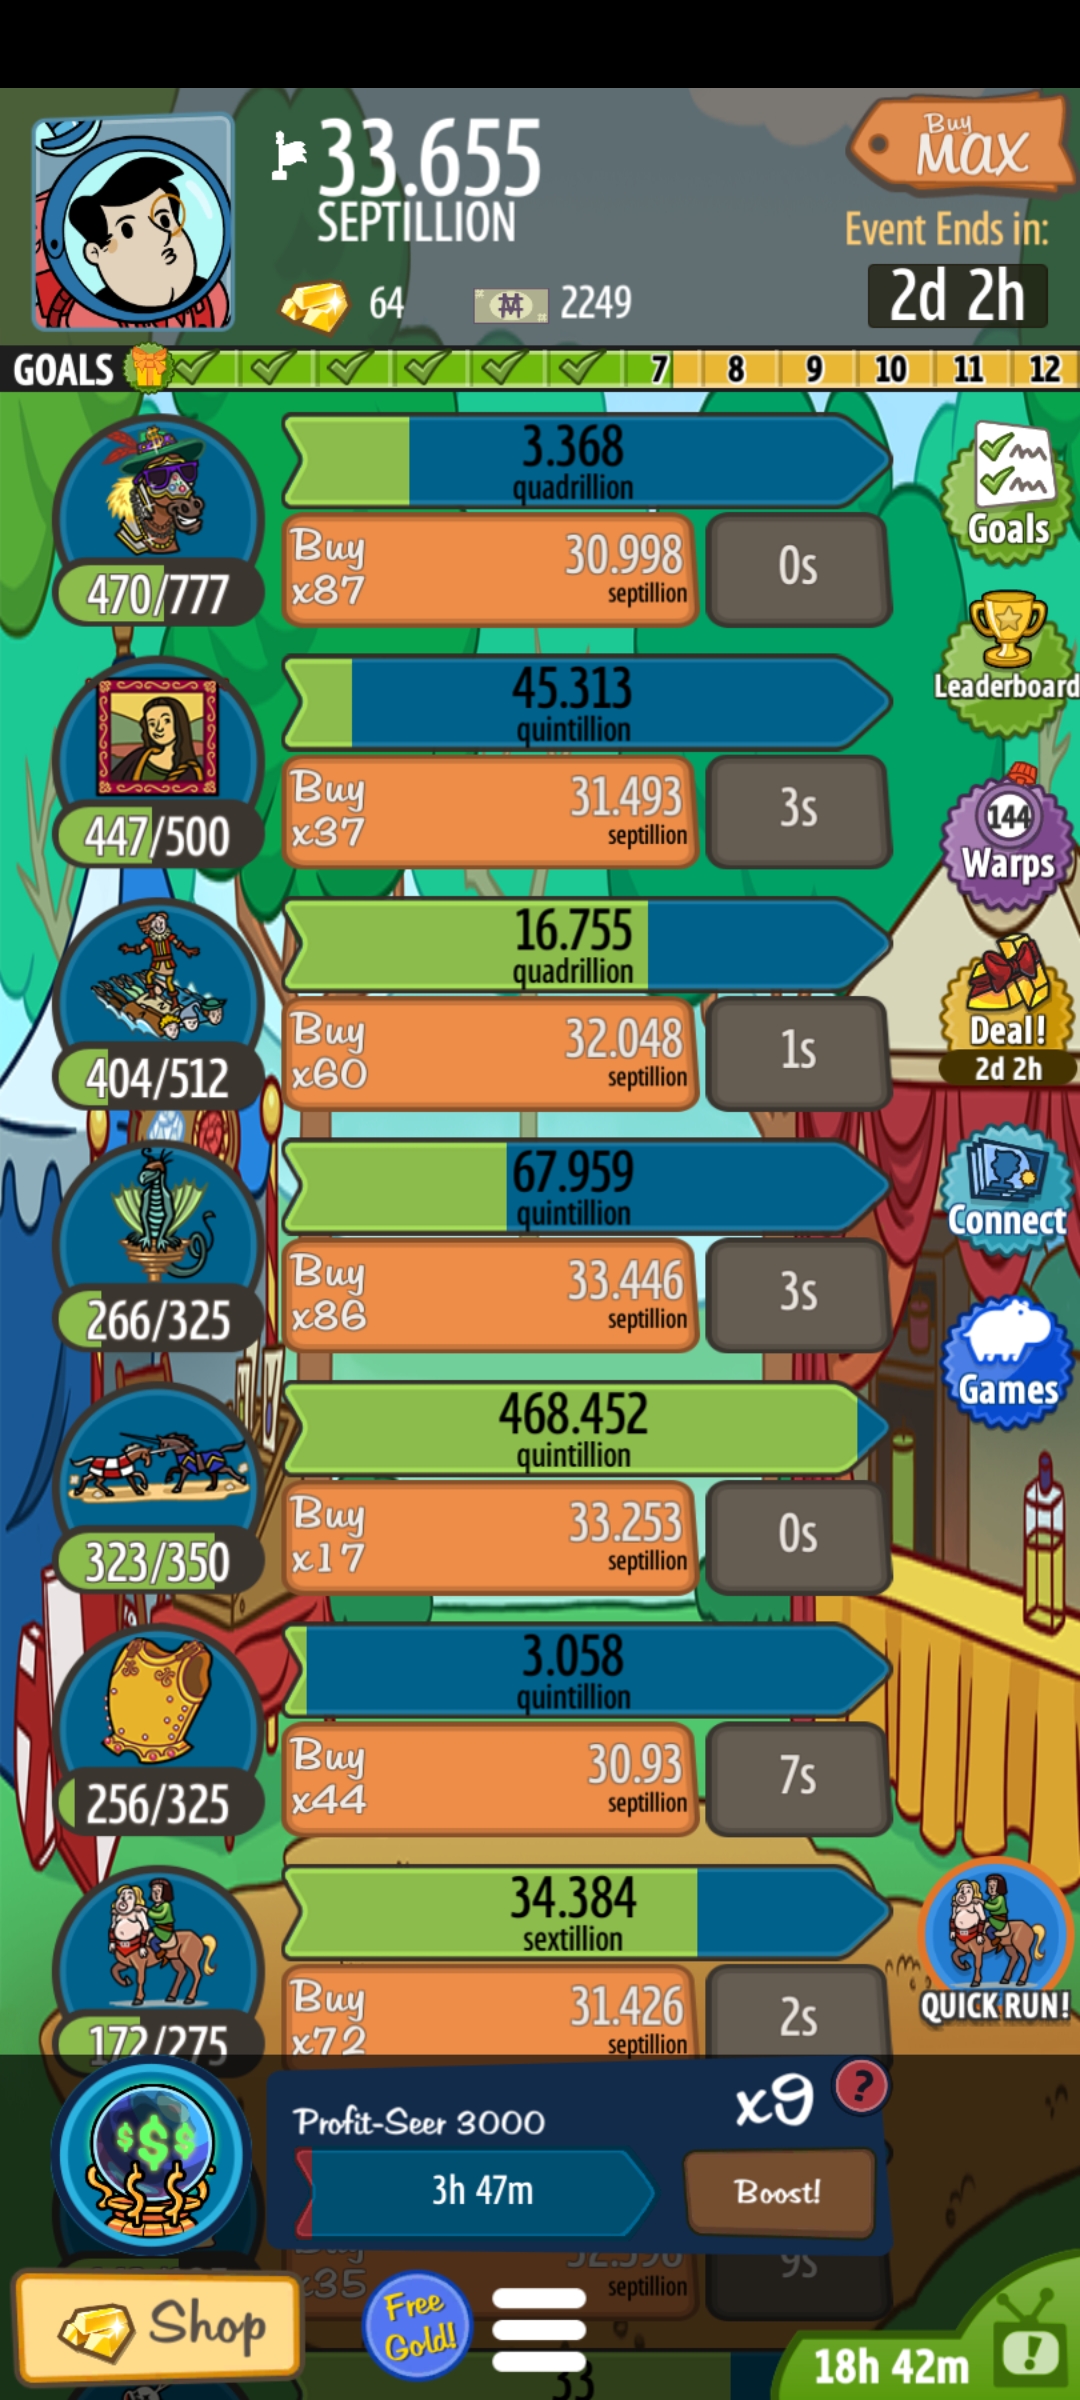 33.655
SEPTILLION
64
2249
Buy
MAX
Event Ends in:
2d 2h
GOALS
7
8
9
10
11
12
3.368
quadrillion
Buy
x87
30.998
septillion
0s
470/777
Goals
45.313
quintillion
Buy
x37
31.493
septillion
3s
447/500
Leaderboard
144
Warps
16.755
quadrillion
Buy
x60
32.048
septillion
1s
404/512
Deal!
2d 2h
67.959
quintillion
Buy
x86
33.446
septillion
3s
266/325
Connect
Games
468.452
quintillion
Buy
x17
33.253
septillion
0s
323/350
3.058
quintillion
Buy
x44
30.93
septillion
7s
256/325
34.384
sextillion
Buy
x72
31.426
septillion
2s
172/275
QUICK RUN!
$$$
Profit-Seer 3000
x9
?
3h 47m
Boost!
Buy
x35
septillion
9s
Shop
Free
Gold!
33
18h 42m
!